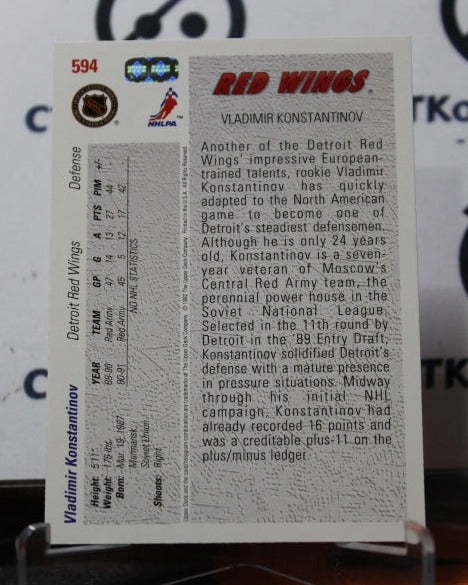 594
NHLPA
RED WINGS
VLADIMIR KONSTANTINOV
Another of the Detroit Red
Wings' impressive European-
trained talents, rookie Vladimir
Konstantinov has quickly
adapted to the North American
game to become one of
Detroit's steadiest defensemen.
Although he is only 24 years
old, Konstantinov is a seven-
year veteran of Moscow's
Central Red Army team, the
perennial power house in the
Soviet National League.
Selected in the 11th round by
Detroit in the '89 Entry Draft,
Konstantinov solidified Detroit's
defense with a mature presence
in pressure situations. Midway
through his initial NHL
campaign, Konstantinov had
already recorded 16 points and
was a creditable plus-11 on the
plus/minus ledger.
Vladimir Konstantinov Detroit Red Wings Defense
Height: 5'11"
Weight: 176 lbs.
Born: Mar. 19, 1967
Murmansk,
Soviet Union
Shoots: Right
YEAR TEAM GP G A PTS PIM +/-
89-90 Red Army 47 14 13 27 44
90-91 Red Army 45 5 12 17 42
NO NHL STATISTICS